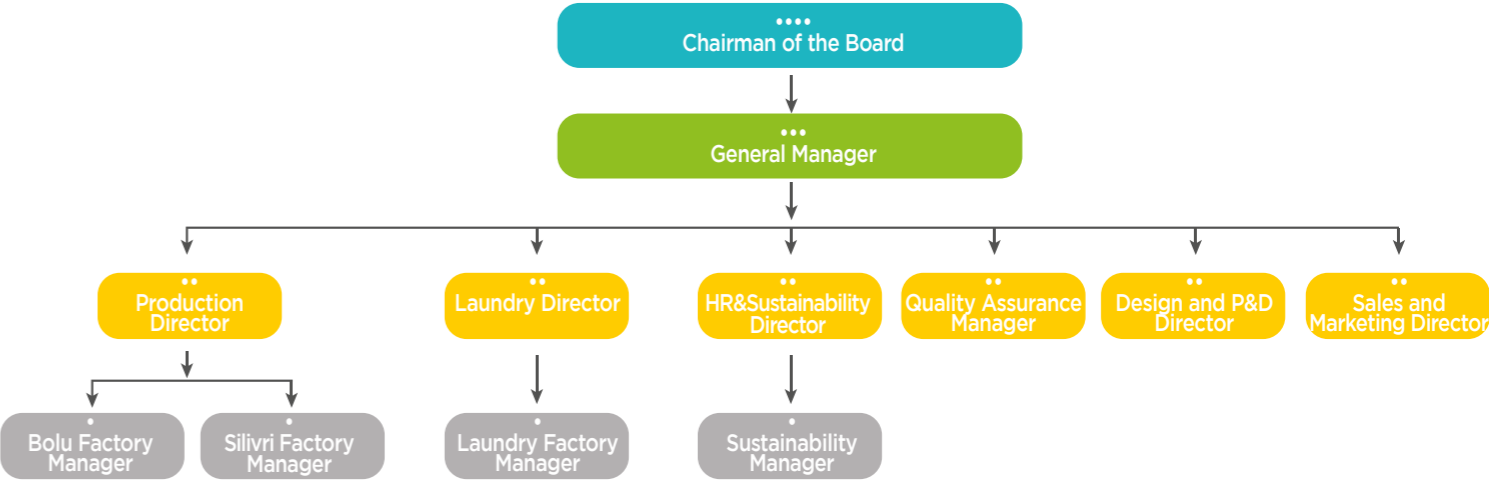 Chairman of the Board
General Manager
Production
Director
Laundry Director
HR&Sustainability
Director
Quality Assurance
Manager
Design and P&D
Director
Sales and
Marketing Director
Bolu Factory
Manager
Silivri Factory
Manager
Laundry Factory
Manager
Sustainability
Manager